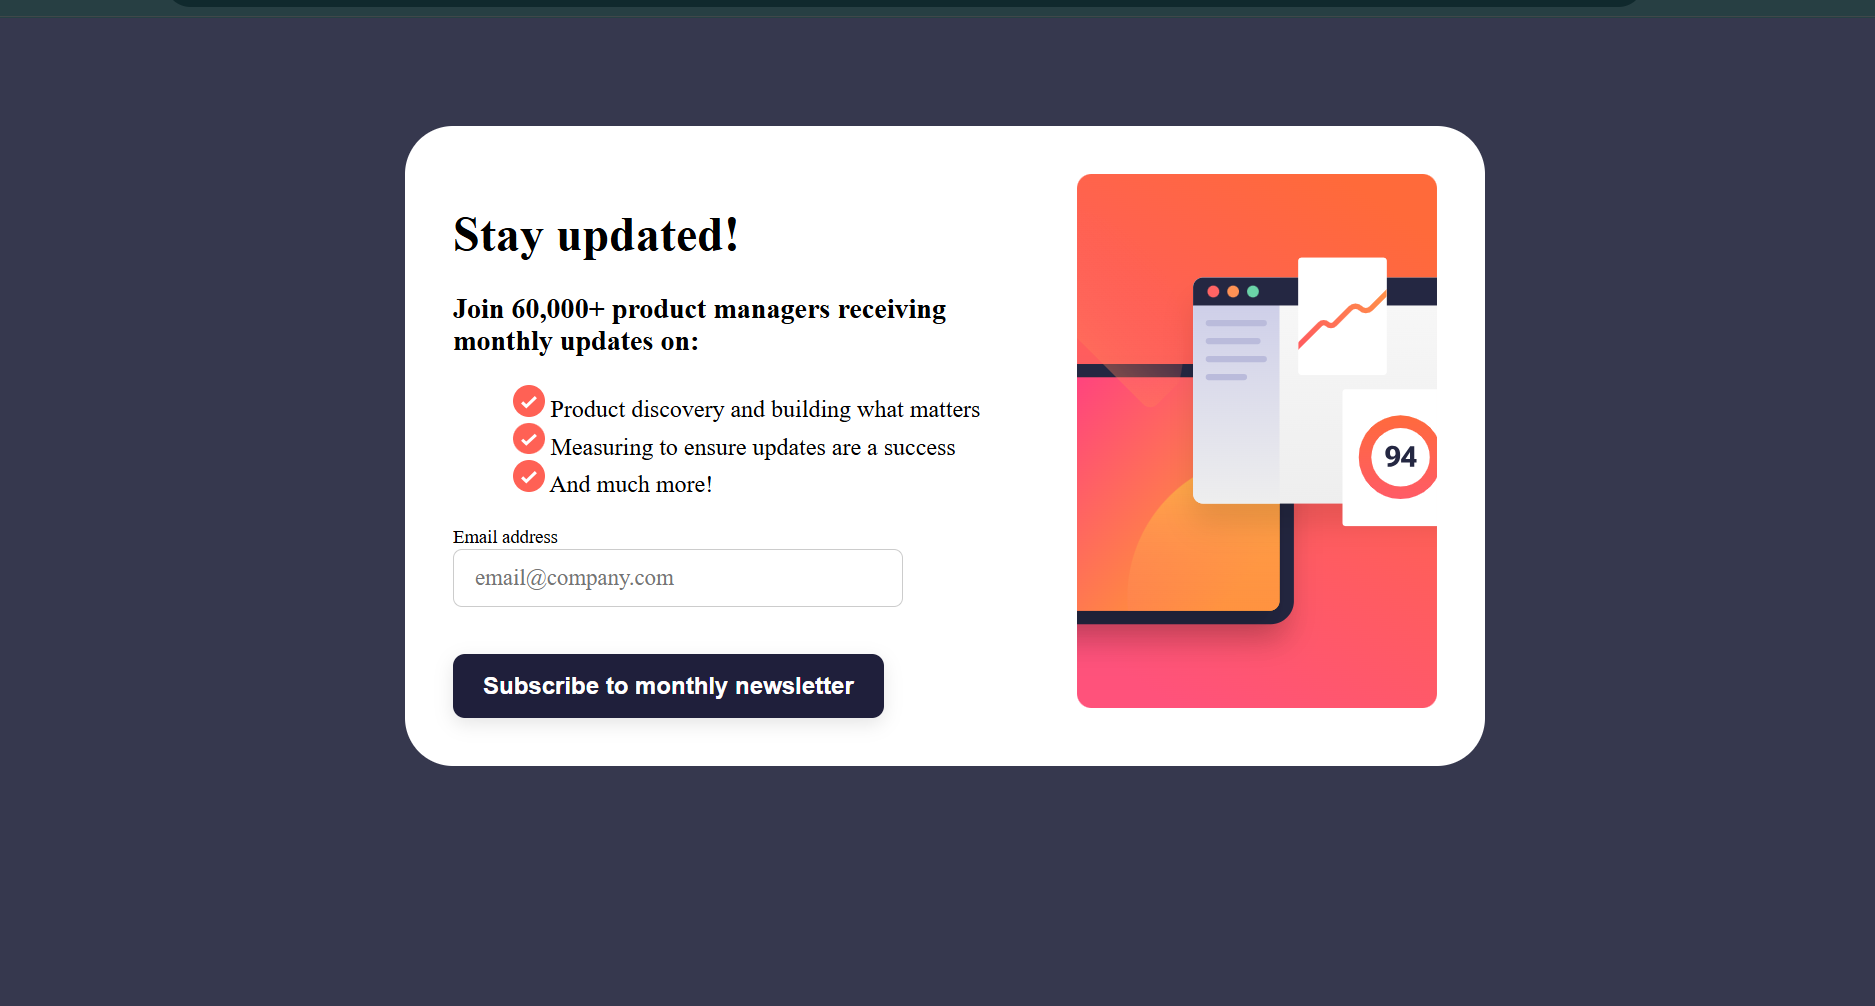 Stay updated!
Join 60,000+ product managers receiving
monthly updates on:
Product discovery and building what matters
Measuring to ensure updates are a success
And much more!
Email address
email@company.com
Subscribe to monthly newsletter
94